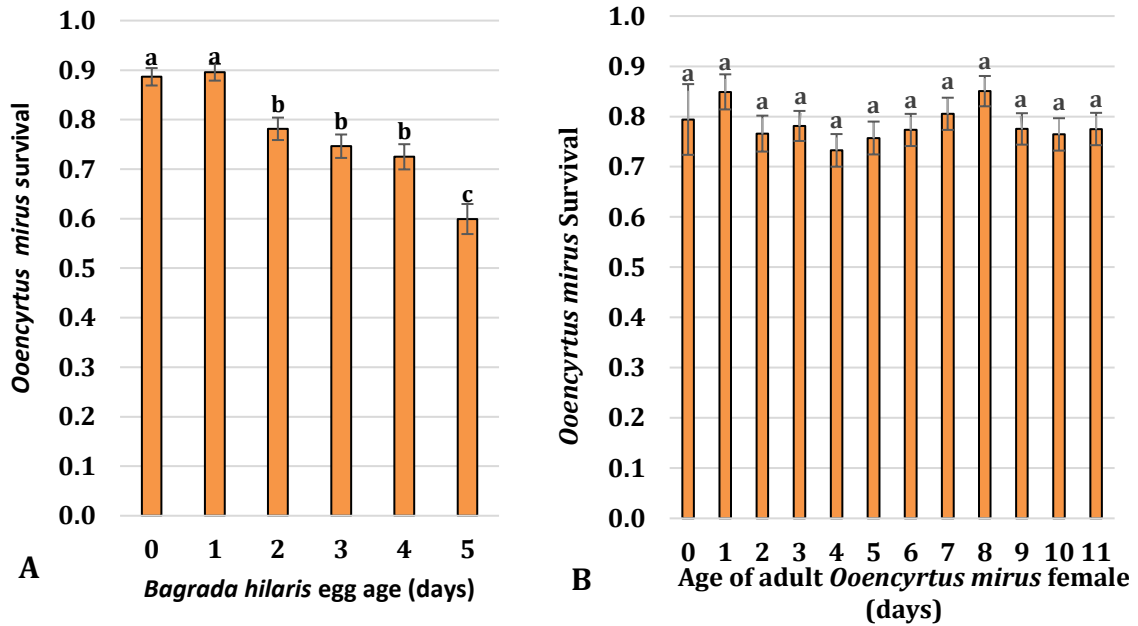 Ooencyrtus mirus survival
1.0
0.9
0.8
0.7
0.6
0.5
0.4
0.3
0.2
0.1
0.0
a
a
b
b
b
c
0 1 2 3 4 5
A
Bagrada hilaris egg age (days)
Ooencyrtus mirus Survival
1.0
0.9
0.8
0.7
0.6
0.5
0.4
0.3
0.2
0.1
0.0
a
a
a
a
a
a
a
a
a
a
a
a
0 1 2 3 4 5 6 7 8 9 10 11
B
Age of adult Ooencyrtus mirus female
(days)